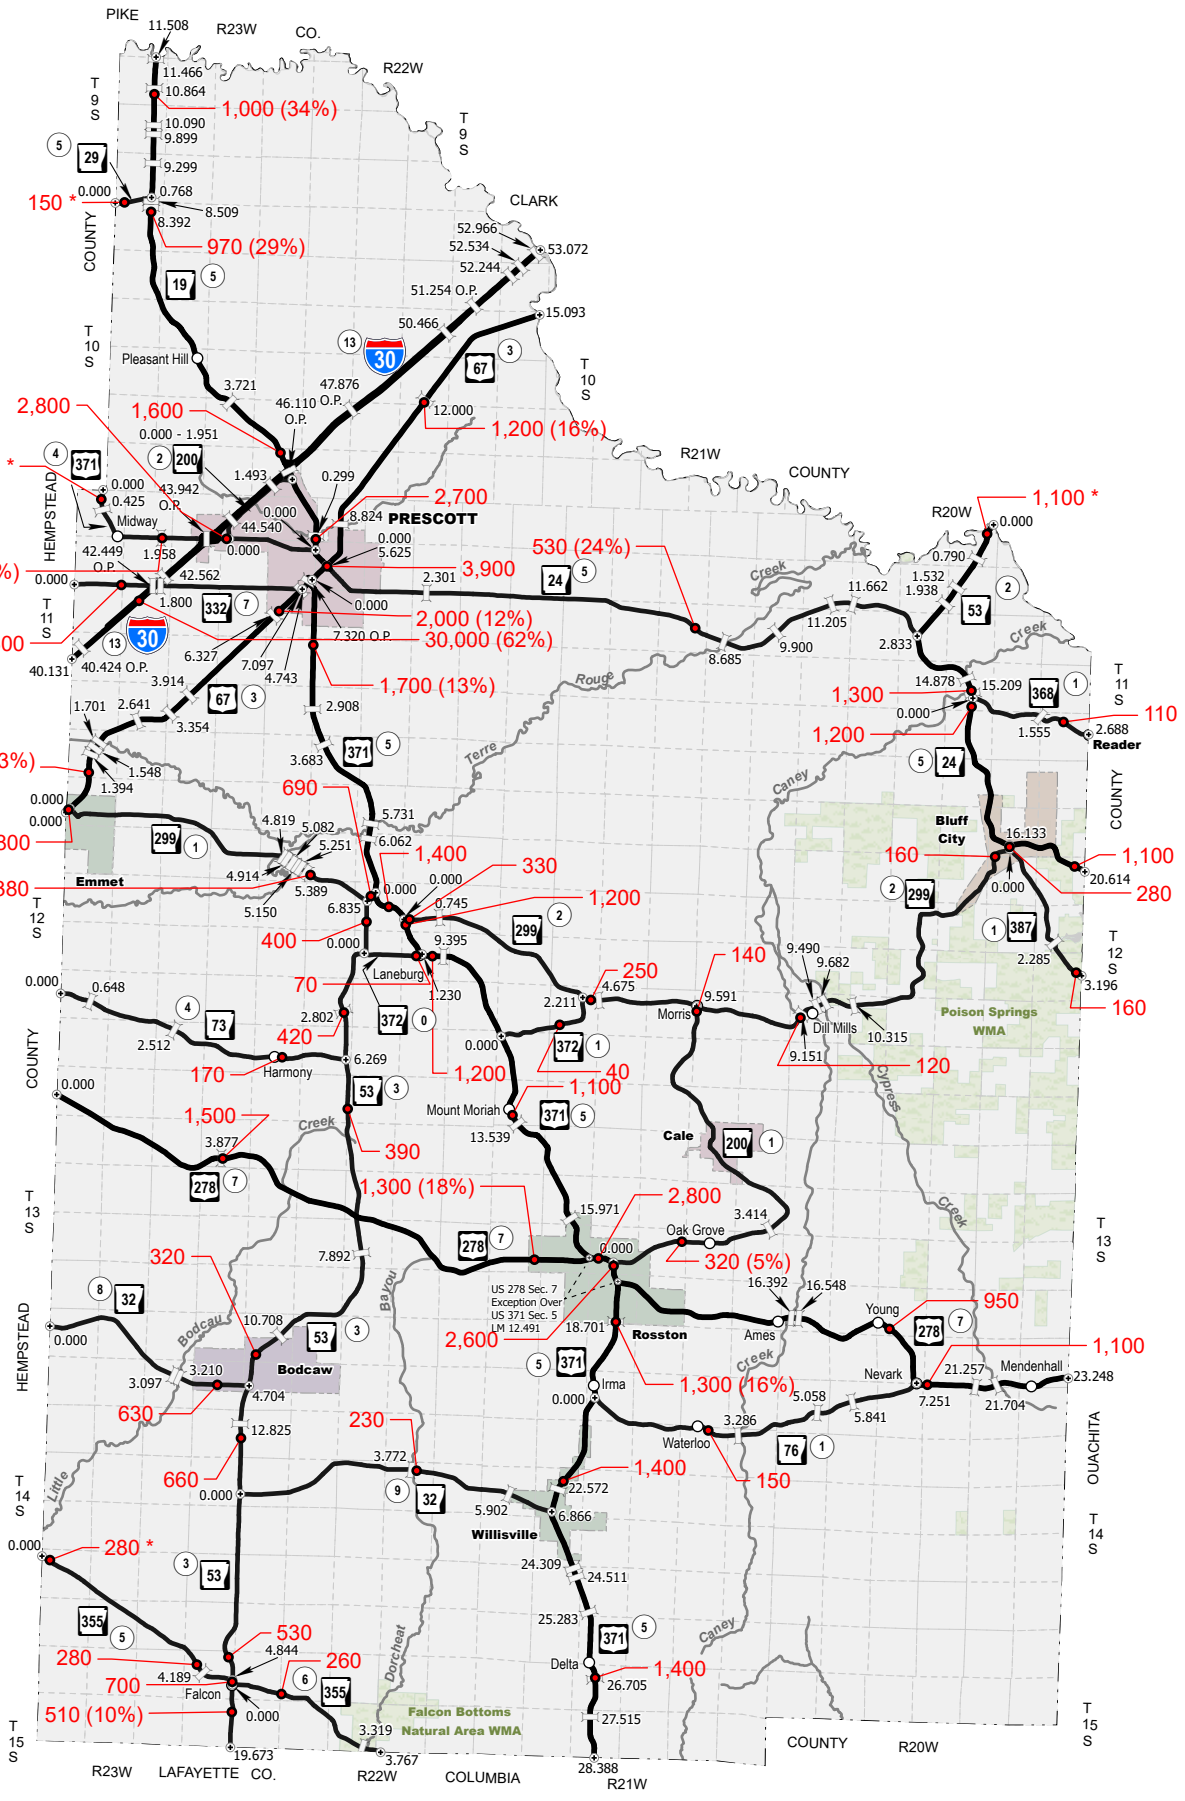 PIKE
R23W
CO.
11.508
R22W
11.466
10.864
1,000 (34%)
T
9
S
T
9
S
10.090
9.899
5
29
9.299
0.000
0.768
150 *
8.509
8.392
CLARK
970 (29%)
COUNTY
52.966
52.534
53.072
52.244
19
5
51.254 O.P.
15.093
50.466
T
10
S
13
30
3
67
Pleasant Hill
T
10
S
3.721
47.876
O.P.
46.110
O.P.
2,800
1,600
12.000
1,200 (16%)
0.000 - 1.951
R21W
4
371
2
200
*
1.493
0.299
COUNTY
0.000
43.942
O.P.
2,700
1,100 *
0.425
0.000
R20W
0.000
HEMPSTEAD
Midway
44.540
8.824
PRESCOTT
0.000
5.625
530 (24%)
42.449
O.P.
1.958
0.000
0.790
1.532
1.938
%)
3,900
Creek
11.662
2
53
0.000
42.562
2.301
24
5
1.800
332
7
0.000
11.205
T
11
S
2,000 (12%)
30,000 (62%)
7.320 O.P.
Creek
00
13
30
6.327
9.900
2.833
8.685
40.131
40.424 O.P.
7.097
4.743
3.914
1,700 (13%)
Rouge
T
11
S
67
3
14.878
15.209
368
1
1,300
1.701
2.641
2.908
0.000
110
3.354
1.555
2.688
1,200
Reader
371
5
Terre
5
24
3.683
3%)
1.548
1.394
690
Caney
COUNTY
0.000
0.000
4.819
5.082
5.731
Bluff
City
16.133
299
1
5.251
6.062
800
1,400
160
1,100
4.914
330
20.614
Emmet
380
5.389
0.000
0.000
2
299
0.000
280
5.150
6.835
0.745
1,200
T
12
S
400
299
2
1
387
0.000
9.395
9.490
T
12
S
Laneburg
9.682
2.285
70
250
140
0.000
0.648
1.230
4.675
3.196
2.211
9.591
4
73
2.802
372
0
Morris
Dill Mills
Poison Springs
WMA
160
2.512
420
0.000
372
1
10.315
9.151
6.269
170
Harmony
1,200
40
120
COUNTY
0.000
53
3
1,100
Cypress
1,500
Mount Moriah
371
5
Creek
13.539
Cale
200
1
3.877
390
278
7
1,300 (18%)
T
13
S
15.971
2,800
3.414
Creek
Oak Grove
T
13
S
7.892
278
7
0.000
320
320 (5%)
8
32
Bayou
US 278 Sec. 7
Exception Over
US 371 Sec. 5
LM 12.491
16.392
16.548
Young
950
HEMPSTEAD
0.000
Bodcau
10.708
53
3
18.701
Rosston
Ames
278
7
2,600
1,100
Creek
5
371
21.257
Mendenhall
3.210
Bodcaw
Nevark
3.097
Irma
23.248
4.704
1,300 (16%)
630
0.000
5.058
7.251
21.704
230
5.841
3.286
12.825
Waterloo
76
1
OUACHITA
3.772
660
1,400
150
Little
9
32
22.572
T
14
S
0.000
5.902
6.866
T
14
S
Willisville
0.000
280 *
24.309
24.511
3
53
25.283
355
5
371
5
Caney
530
4.844
Dorcheat
280
260
Delta
1,400
4.189
700
6
355
26.705
Falcon
510 (10%)
0.000
Falcon Bottoms
Natural Area WMA
27.515
T
15
S
3.319
COUNTY
R20W
T
15
S
19.673
3.767
28.388
R23W
LAFAYETTE CO.
R22W
COLUMBIA
R21W